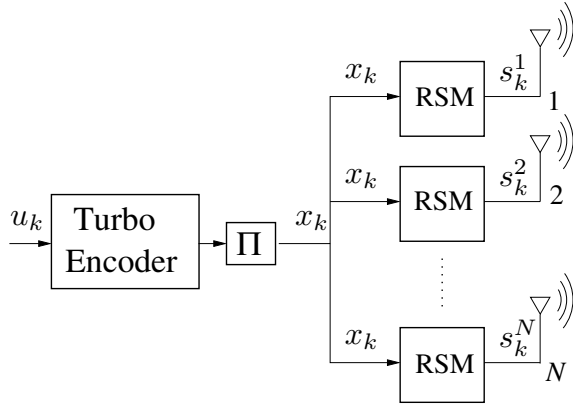 x_k RSM s_k^1 1
x_k RSM s_k^2 2
u_k Turbo Encoder Π x_k
x_k RSM s_k^N N